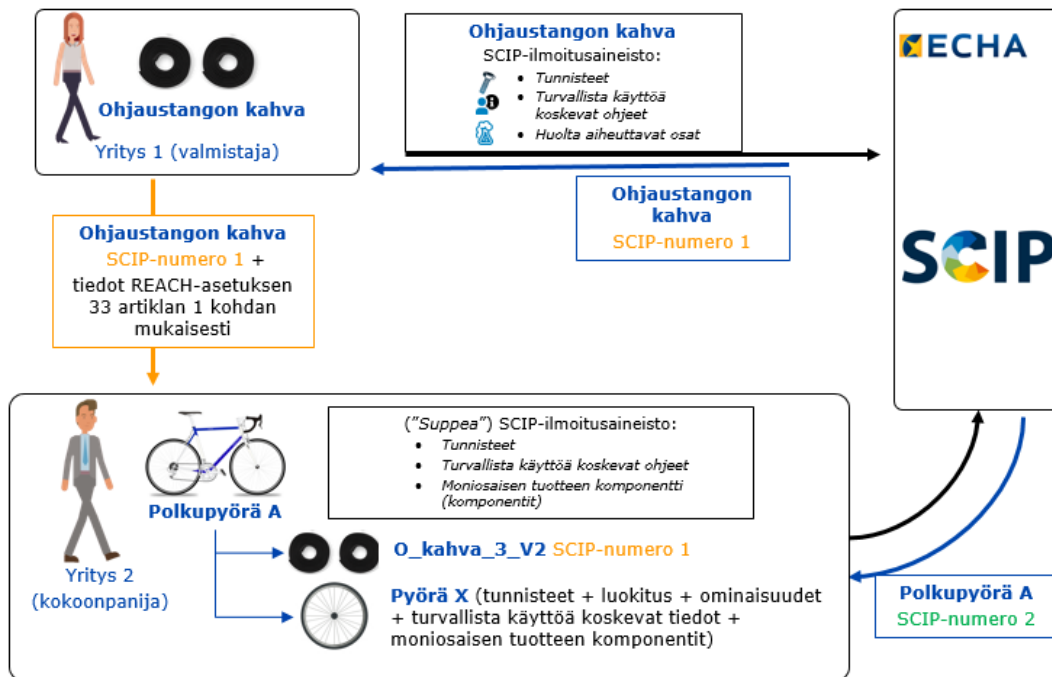 Ohjaustangon kahva
Yritys 1 (valmistaja)
Ohjaustangon kahva
SCIP-ilmoitusaineisto:
• Tunnisteet
• Turvallista käyttöä
koskevat ohjeet
• Huolta aiheuttavat osat
ECHA
SCIP
Ohjaustangon
kahva
SCIP-numero 1
Ohjaustangon kahva
SCIP-numero 1 +
tiedot REACH-asetuksen
33 artiklan 1 kohdan
mukaisesti
Yritys 2
(kokoonpanija)
Polkupyörä A
("Suppea") SCIP-ilmoitusaineisto:
• Tunnisteet
• Turvallista käyttöä koskevat ohjeet
• Moniosaisen tuotteen komponentti
(komponentit)
O_kahva_3_V2 SCIP-numero 1
Pyörä X (tunnisteet + luokitus + ominaisuudet
+ turvallista käyttöä koskevat tiedot +
moniosaisen tuotteen komponentit)
Polkupyörä A
SCIP-numero 2